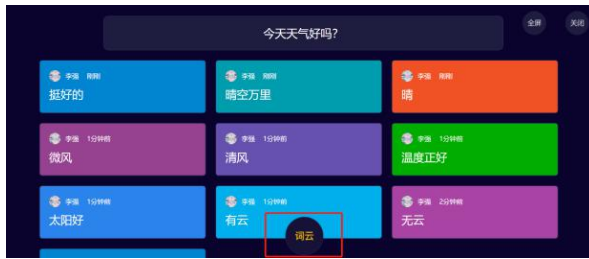 今天天气好吗?
全屏
关闭
李强 刚刚
挺好的
李强 刚刚
晴空万里
李强 刚刚
晴
李强 1分钟前
微风
李强 1分钟前
清风
李强 1分钟前
温度正好
李强 1分钟前
太阳好
李强 1分钟前
有云
李强 2分钟前
无云
词云